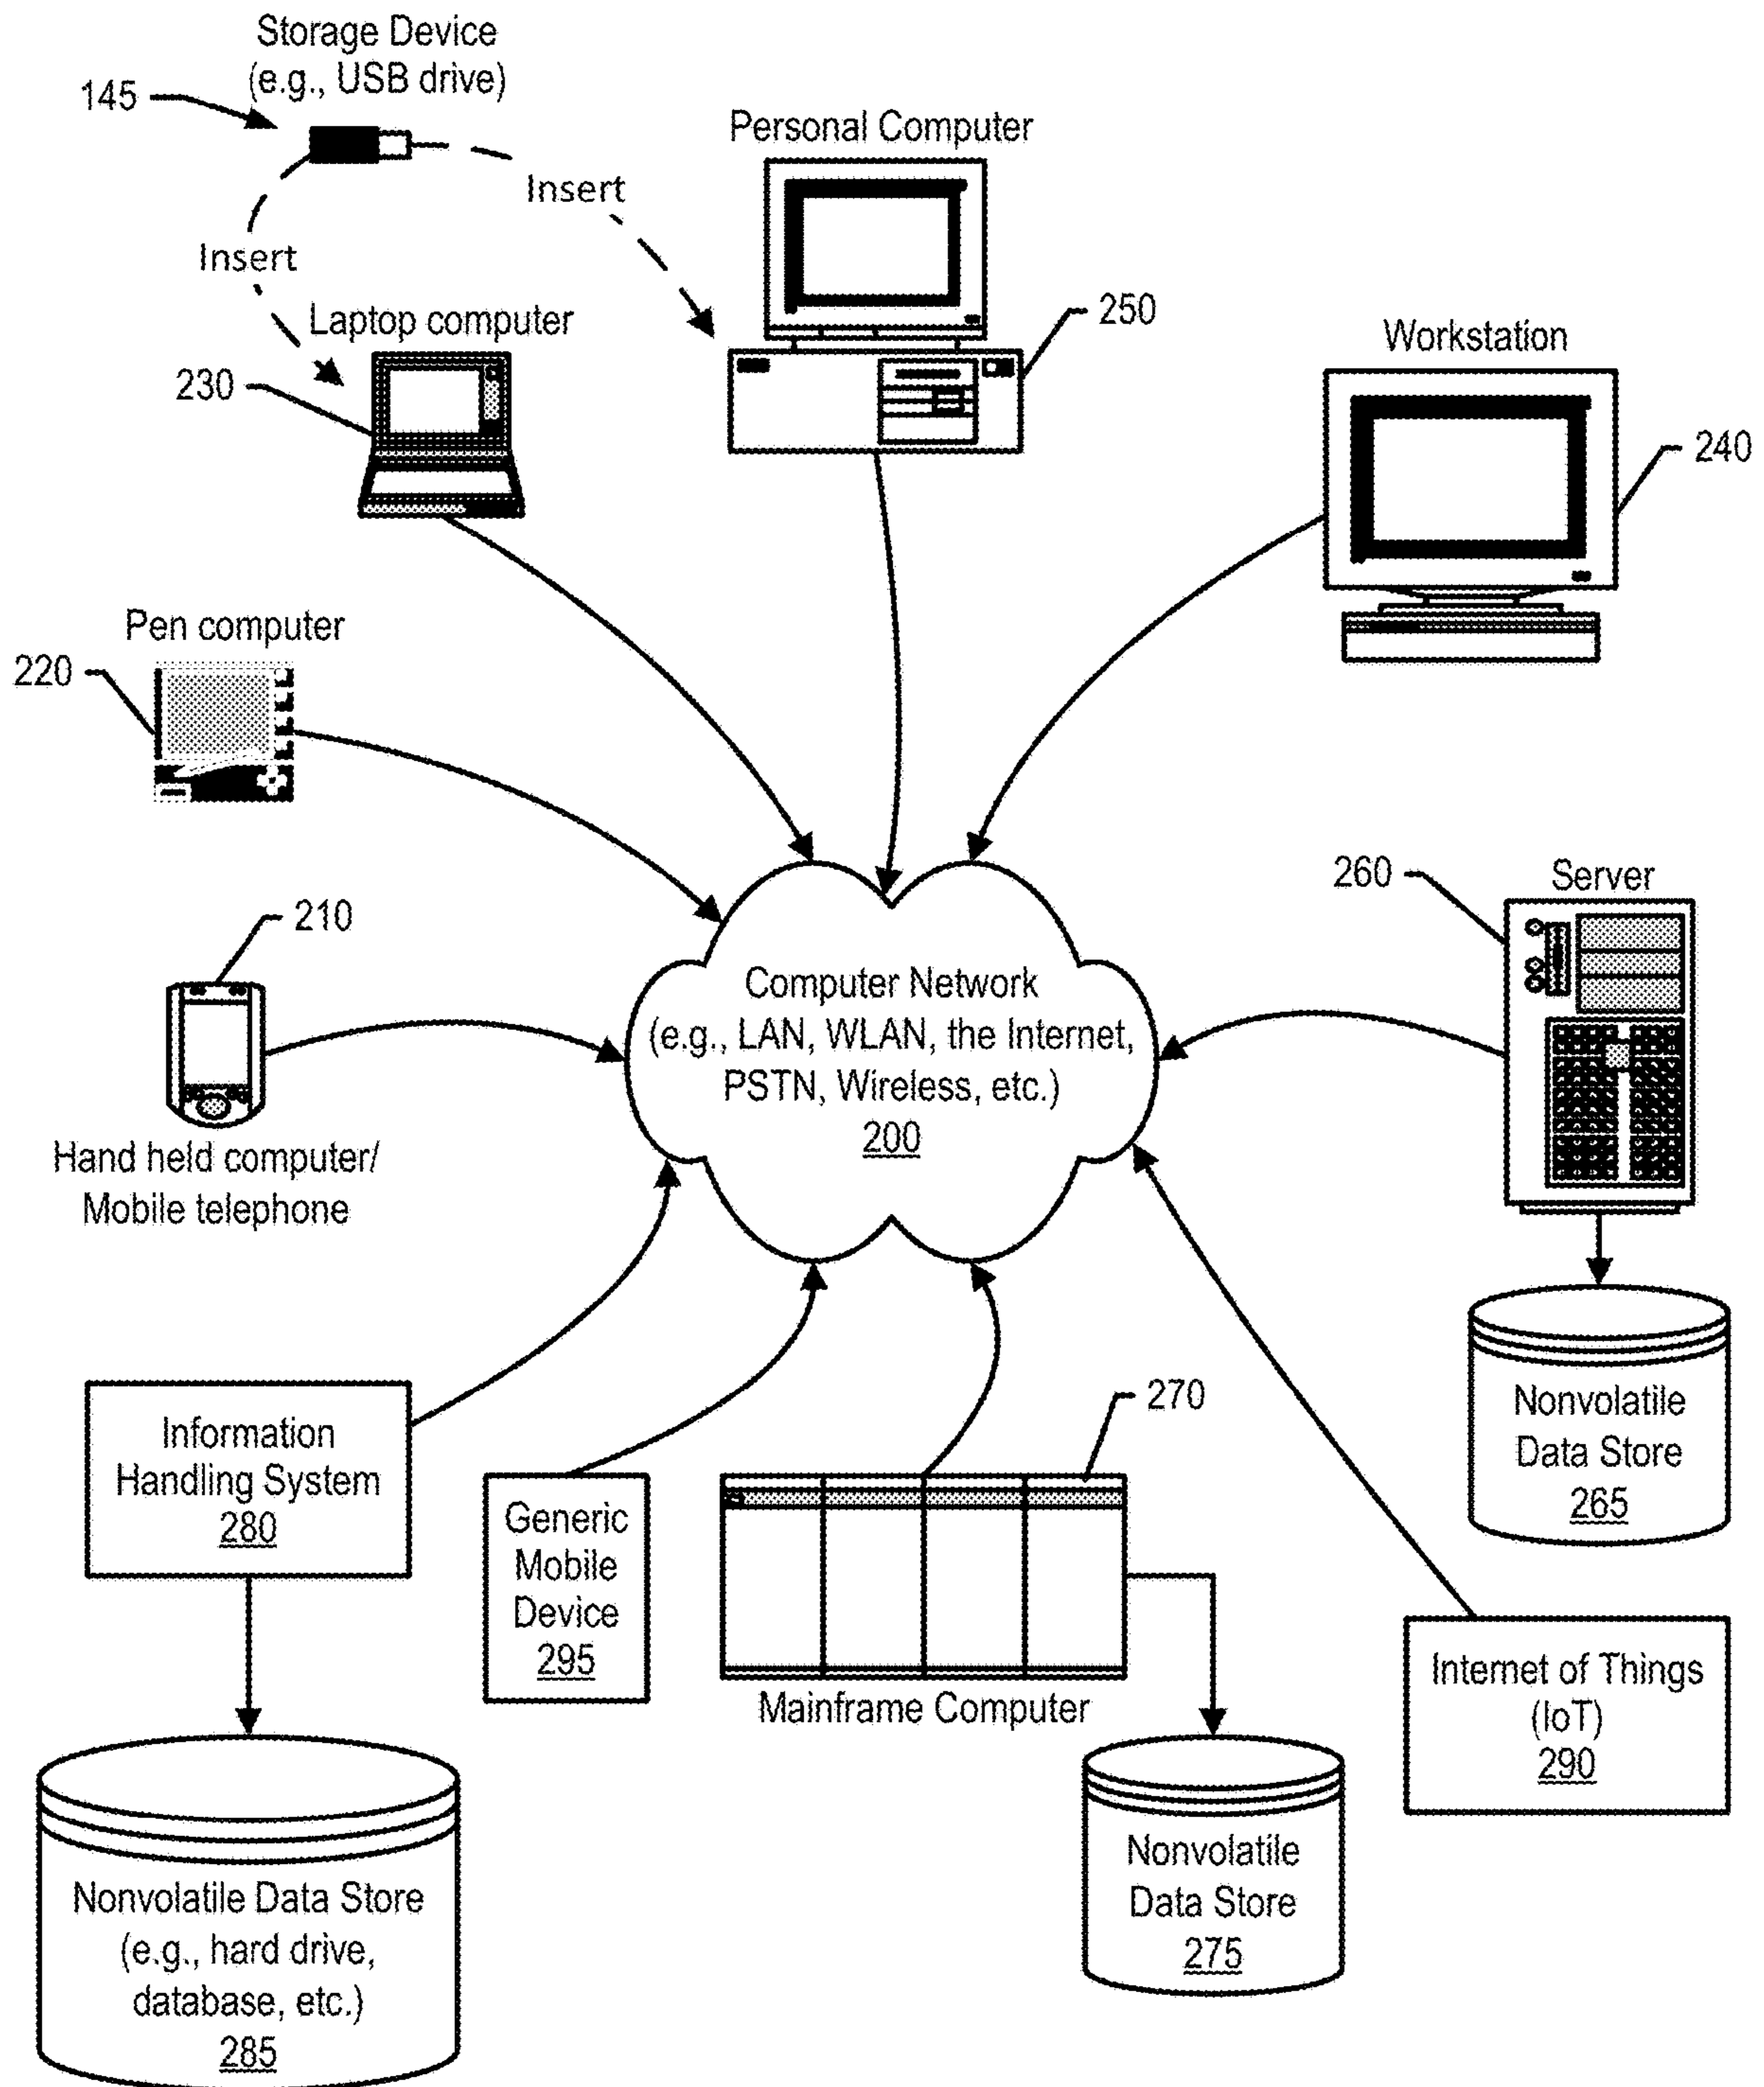 Storage Device
(e.g., USB drive)
145
Insert
Insert
Personal Computer
250
Laptop computer
230
Workstation
240
Pen computer
220
210
Hand held computer/
Mobile telephone
Computer Network
(e.g., LAN, WLAN, the Internet,
PSTN, Wireless, etc.)
200
260
Server
Nonvolatile
Data Store
265
Information
Handling System
280
Generic
Mobile
Device
295
270
Mainframe Computer
Internet of Things
(IoT)
290
Nonvolatile
Data Store
275
Nonvolatile Data Store
(e.g., hard drive,
database, etc.)
285